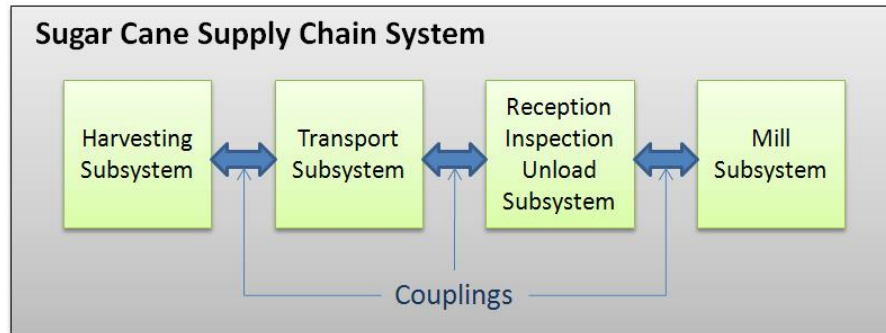 Sugar Cane Supply Chain System
Harvesting
Subsystem
Transport
Subsystem
Reception
Inspection
Unload
Subsystem
Mill
Subsystem
Couplings